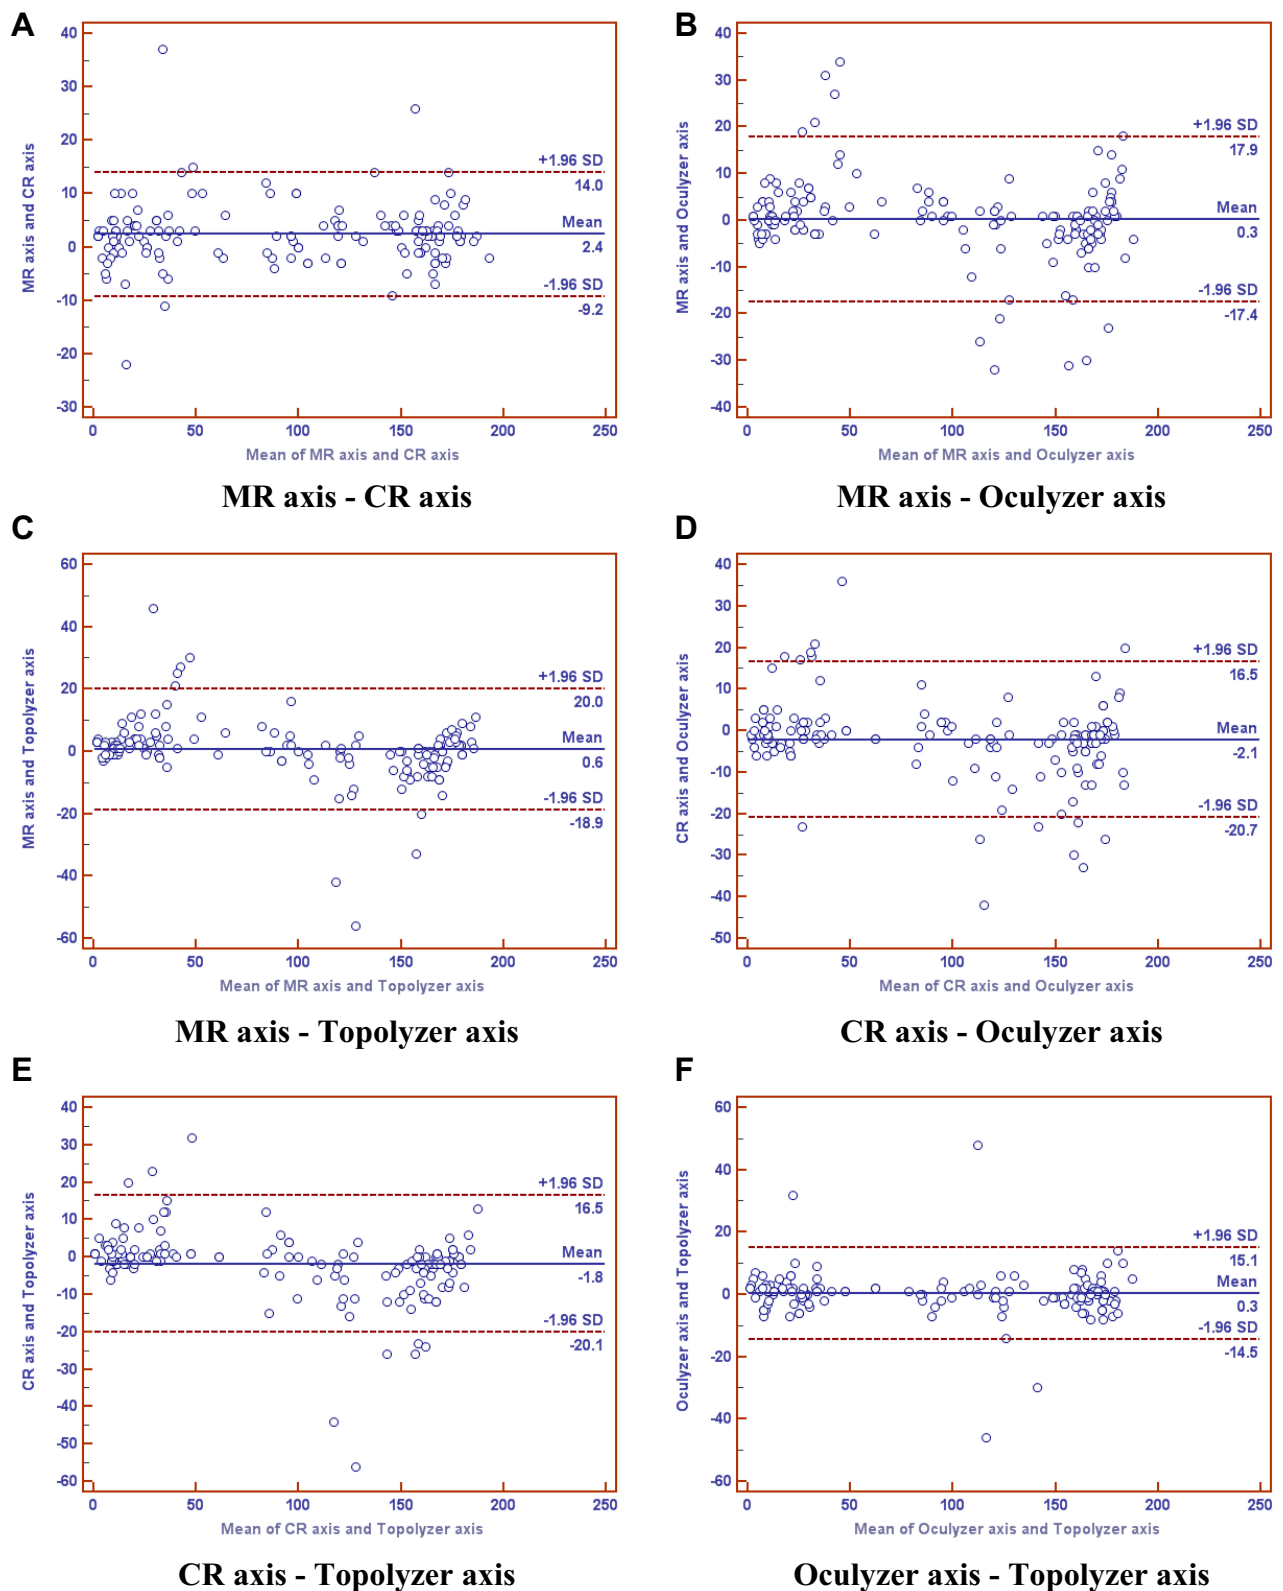 A
MR axis and CR axis
40
30
20
10
0
-10
-20
-30
+1.96 SD
14.0
Mean
2.4
-1.96 SD
-9.2
0 50 100 150 200 250
Mean of MR axis and CR axis
MR axis - CR axis
B
MR axis and Oculyzer axis
40
30
20
10
0
-10
-20
-30
-40
+1.96 SD
17.9
Mean
0.3
-1.96 SD
-17.4
0 50 100 150 200 250
Mean of MR axis and Oculyzer axis
MR axis - Oculyzer axis
C
MR axis and Topolyzer axis
60
40
20
0
-20
-40
-60
+1.96 SD
20.0
Mean
0.6
-1.96 SD
-18.9
0 50 100 150 200 250
Mean of MR axis and Topolyzer axis
MR axis - Topolyzer axis
D
CR axis and Oculyzer axis
40
30
20
10
0
-10
-20
-30
-40
-50
+1.96 SD
16.5
Mean
-2.1
-1.96 SD
-20.7
0 50 100 150 200 250
Mean of CR axis and Oculyzer axis
CR axis - Oculyzer axis
E
CR axis and Topolyzer axis
40
30
20
10
0
-10
-20
-30
-40
-50
-60
+1.96 SD
16.5
Mean
-1.8
-1.96 SD
-20.1
0 50 100 150 200 250
Mean of CR axis and Topolyzer axis
CR axis - Topolyzer axis
F
Oculyzer axis and Topolyzer axis
60
40
20
0
-20
-40
-60
+1.96 SD
15.1
Mean
0.3
-1.96 SD
-14.5
0 50 100 150 200 250
Mean of Oculyzer axis and Topolyzer axis
Oculyzer axis - Topolyzer axis